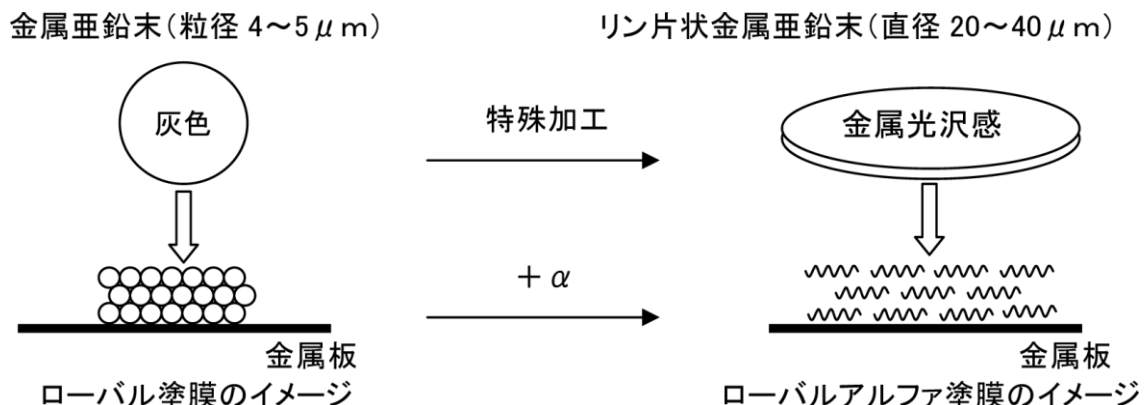 金属亜鉛末(粒径 4～5μm)
リン片状金属亜鉛末(直径 20～40μm)
灰色
特殊加工
金属光沢感
+α
金属板
金属板
ローバル塗膜のイメージ
ローバルアルファ塗膜のイメージ